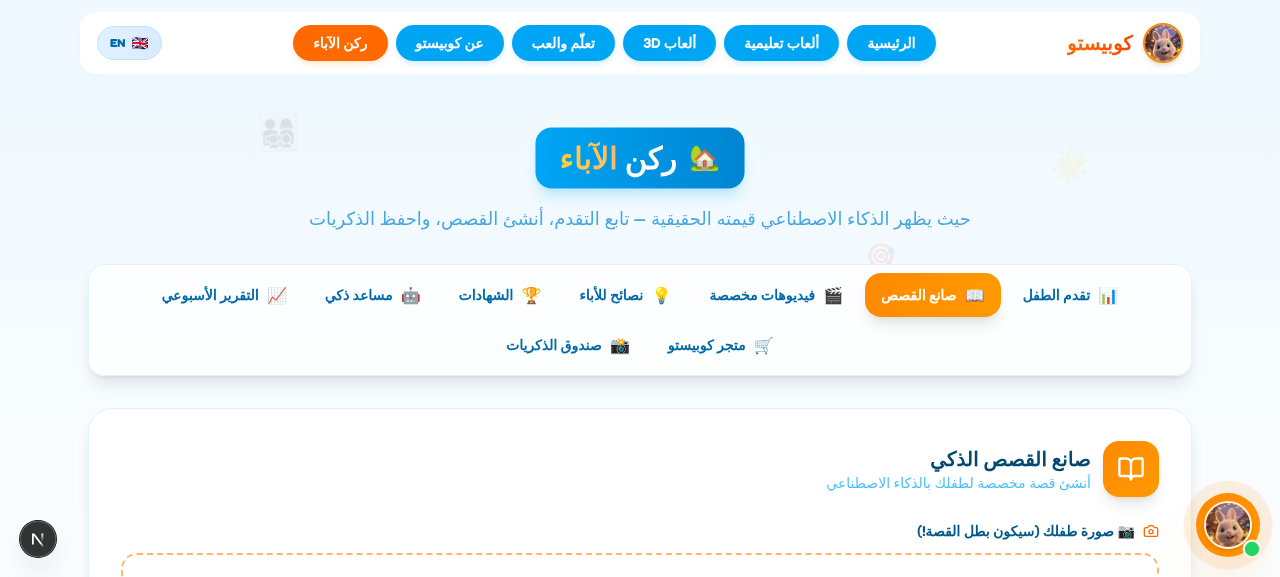 كوبيستو
الرئيسية
ألعاب تعليمية
ألعاب 3D
تعلّم والعب
عن كوبيستو
ركن الآباء
EN
ركن الآباء
حيث يظهر الذكاء الاصطناعي قيمته الحقيقية – تابع التقدم، أنشئ القصص، واحفظ الذكريات
تقدم الطفل
صانع القصص
فيديوهات مخصصة
نصائح للأباء
الشهادات
مساعد ذكي
التقرير الأسبوعي
متجر كوبيستو
صندوق الذكريات
صانع القصص الذكي
أنشئ قصة مخصصة لطفلك بالذكاء الاصطناعي
صورة طفلك (سيكون بطل القصة!)
N